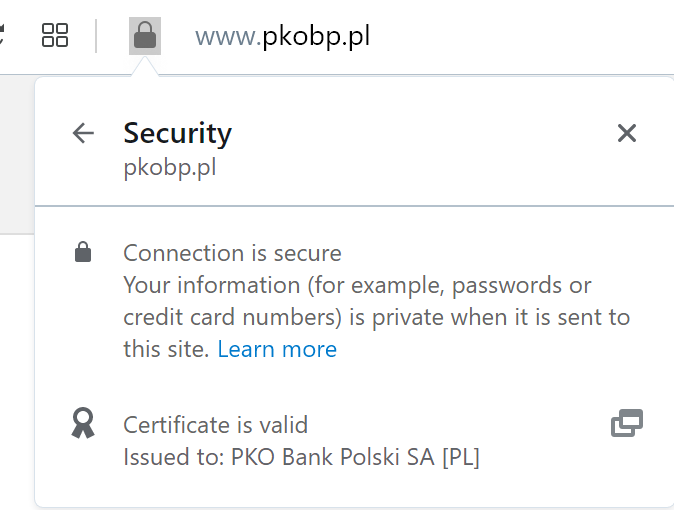 www.pkobp.pl
Security
pkobp.pl
Connection is secure
Your information (for example, passwords or
credit card numbers) is private when it is sent to
this site. Learn more
Certificate is valid
Issued to: PKO Bank Polski SA [PL]